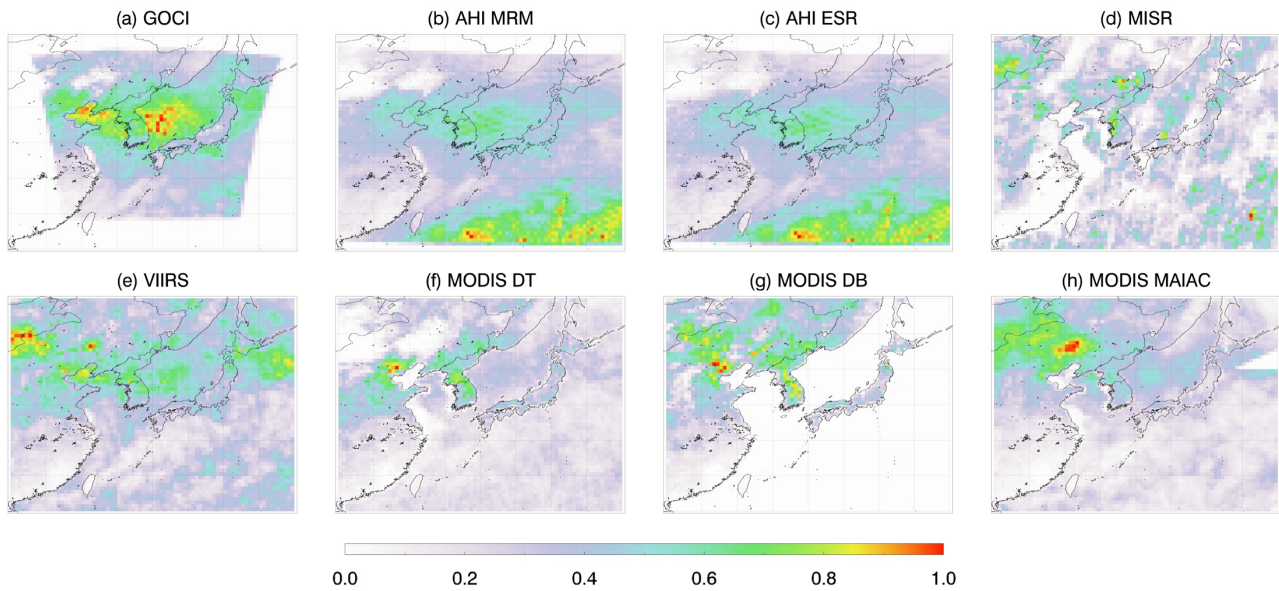 (a) GOCI
(b) AHI MRM
(c) AHI ESR
(d) MISR
(e) VIIRS
(f) MODIS DT
(g) MODIS DB
(h) MODIS MAIAC
0.0 0.2 0.4 0.6 0.8 1.0